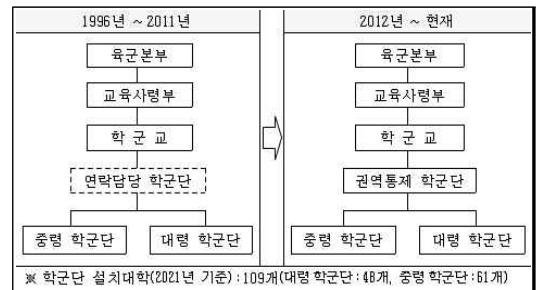 1996년 ~ 2011년
육군본부
교육사령부
학 군 교
연락담당 학군단
중령 학군단 대령 학군단
2012년 ~ 현재
육군본부
교육사령부
학 군 교
권역통제 학군단
중령 학군단 대령 학군단
※ 학군단 설치대학(2021년 기준) : 109개(대령학군단 : 48개, 중령학군단 : 61개)